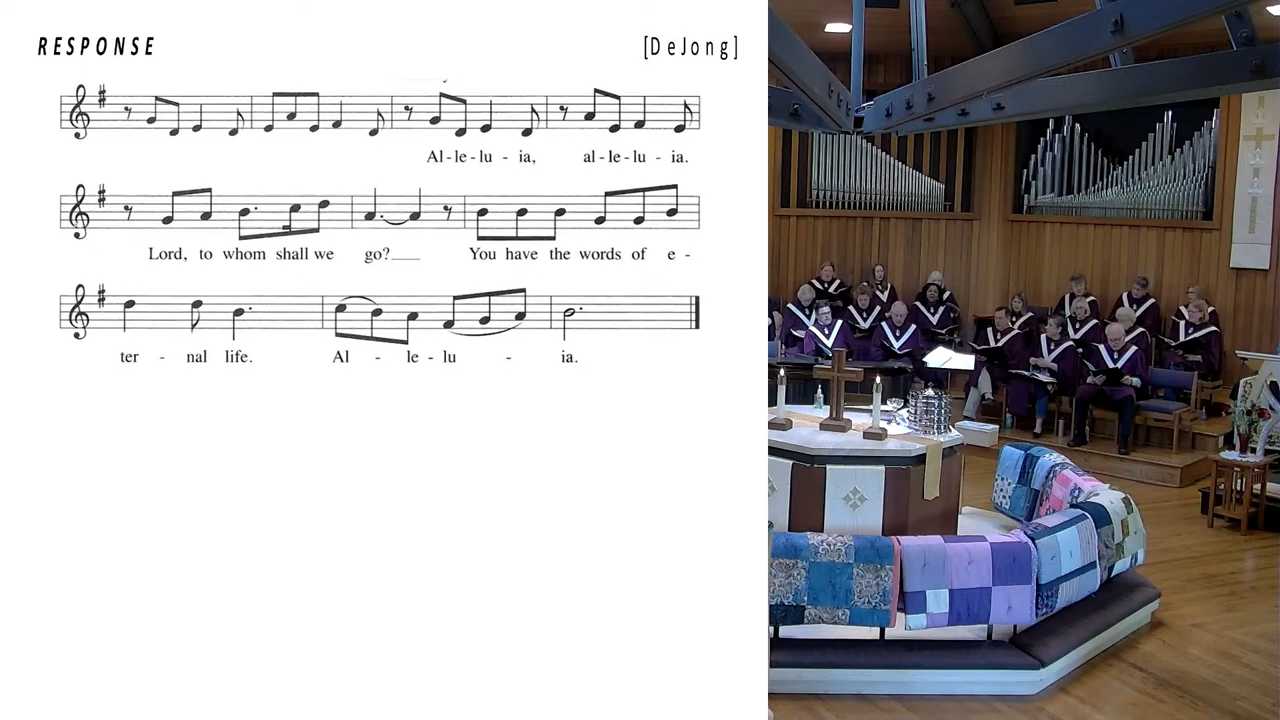 RESPONSE [DeJong]
Al - le - lu - ia, al - le - lu - ia.
Lord, to whom shall we go?___ You have the words of e -
ter - nal life. Al - le - lu - ia.